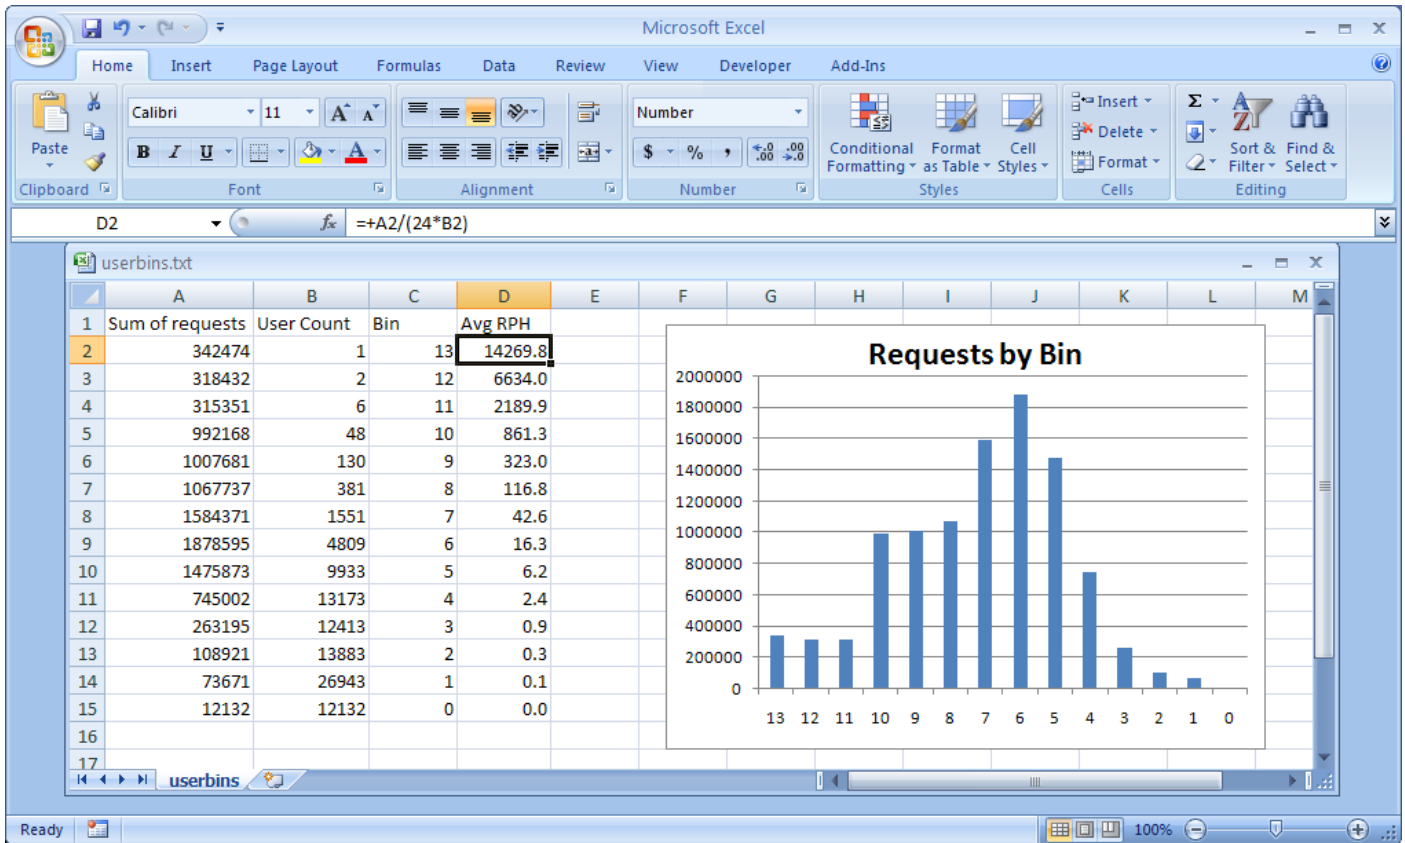 Microsoft Excel
Home Insert Page Layout Formulas Data Review View Developer Add-Ins
Paste
Calibri 11 A A
B I U A
Number
$ % , .0 .00 .00 .0
Conditional Formatting
Format as Table
Cell Styles
Insert
Delete
Format
Σ
Sort & Filter
Find & Select
Clipboard Font Alignment Number Styles Cells Editing
D2 fx =+A2/(24*B2)
userbins.txt
A B C D E F G H I J K L M
1 Sum of requests User Count Bin Avg RPH
2 342474 1 13 14269.8
3 318432 2 12 6634.0
4 315351 6 11 2189.9
5 992168 48 10 861.3
6 1007681 130 9 323.0
7 1067737 381 8 116.8
8 1584371 1551 7 42.6
9 1878595 4809 6 16.3
10 1475873 9933 5 6.2
11 745002 13173 4 2.4
12 263195 12413 3 0.9
13 108921 13883 2 0.3
14 73671 26943 1 0.1
15 12132 12132 0 0.0
16
17
Requests by Bin
2000000
1800000
1600000
1400000
1200000
1000000
800000
600000
400000
200000
0
13 12 11 10 9 8 7 6 5 4 3 2 1 0
userbins
Ready 100%